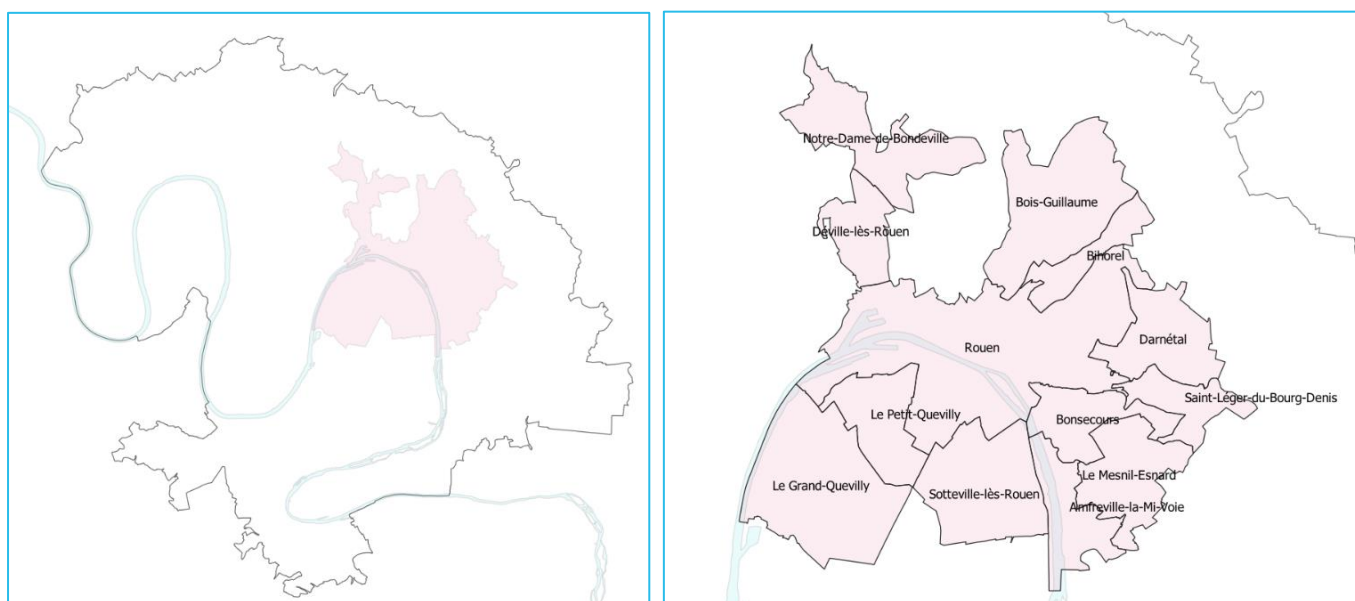 Notre-Dame-de-Bondeville
Bois-Guillaume
Déville-lès-Rouen
Bihorel
Rouen
Darnétal
Saint-Léger-du-Bourg-Denis
Le Petit-Quevilly
Bonsecours
Le Mesnil-Esnard
Le Grand-Quevilly
Sotteville-lès-Rouen
Amfreville-la-Mi-Voie